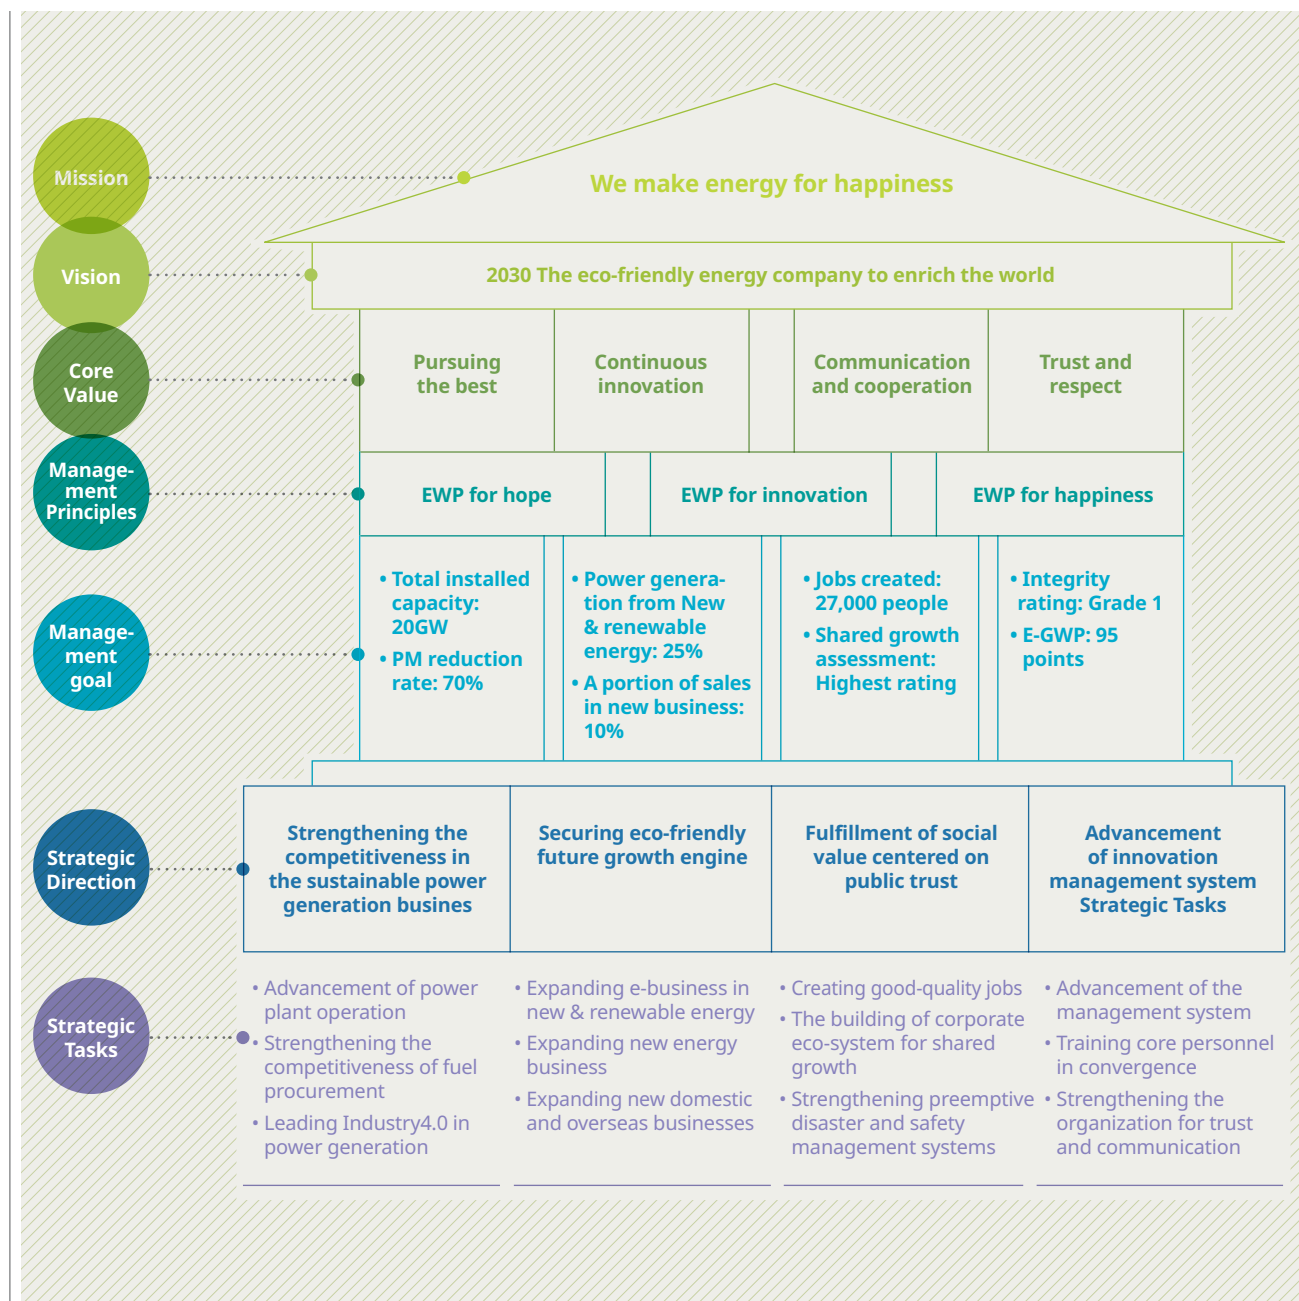 Mission
We make energy for happiness
Vision
2030 The eco-friendly energy company to enrich the world
Core
Value
Pursuing
the best
Continuous
innovation
Communication
and cooperation
Trust and
respect
Manage-
ment
Principles
EWP for hope
EWP for innovation
EWP for happiness
Manage-
ment
goal
• Total installed
capacity:
20GW
• PM reduction
rate: 70%
• Power genera-
tion from New
& renewable
energy: 25%
• A portion of sales
in new business:
10%
• Jobs created:
27,000 people
• Shared growth
assessment:
Highest rating
• Integrity
rating: Grade 1
• E-GWP: 95
points
Strategic
Direction
Strengthening the
competitiveness in
the sustainable power
generation busines
Securing eco-friendly
future growth engine
Fulfillment of social
value centered on
public trust
Advancement
of innovation
management system
Strategic Tasks
Strategic
Tasks
• Advancement of power
plant operation
• Strengthening the
competitiveness of fuel
procurement
• Leading Industry4.0 in
power generation
• Expanding e-business in
new & renewable energy
• Expanding new energy
business
• Expanding new domestic
and overseas businesses
• Creating good-quality jobs
• The building of corporate
eco-system for shared
growth
• Strengthening preemptive
disaster and safety
management systems
• Advancement of the
management system
• Training core personnel
in convergence
• Strengthening the
organization for trust
and communication